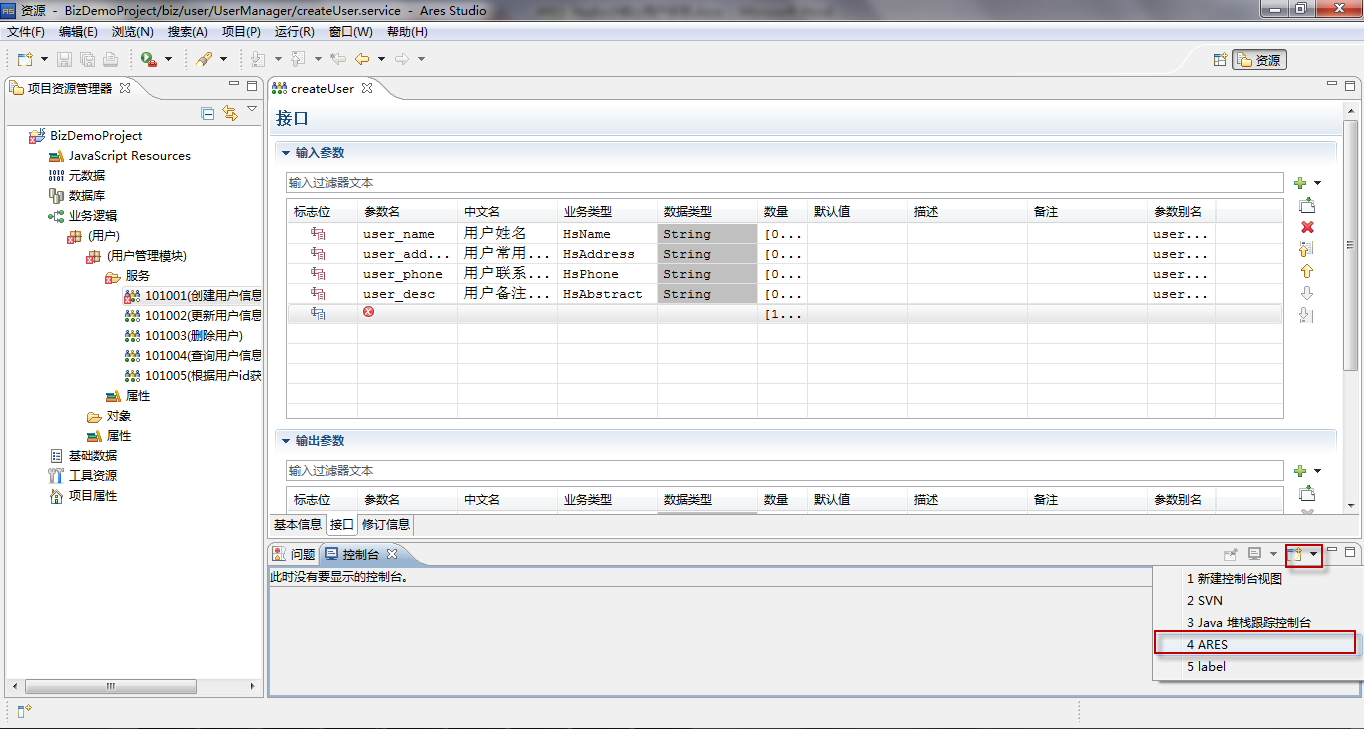 资源 - BizDemoProject/biz/user/UserManager/createUser.service - Ares Studio
文件(F) 编辑(E) 浏览(N) 搜索(A) 项目(P) 运行(R) 窗口(W) 帮助(H)
资源
项目资源管理器
BizDemoProject
JavaScript Resources
元数据
数据库
业务逻辑
(用户)
(用户管理模块)
服务
101001(创建用户信息
101002(更新用户信息
101003(删除用户)
101004(查询用户信息
101005(根据用户id获
属性
对象
属性
基础数据
工具资源
项目属性
createUser
接口
输入参数
输入过滤器文本
标志位 参数名 中文名 业务类型 数据类型 数量 默认值 描述 备注 参数别名
user_name 用户姓名 HsName String [0... user...
user_add... 用户常用... HsAddress String [0... user...
user_phone 用户联系... HsPhone String [0... user...
user_desc 用户备注... HsAbstract String [0... user...
[1...
输出参数
输入过滤器文本
标志位 参数名 中文名 业务类型 数据类型 数量 默认值 描述 备注 参数别名
基本信息 接口 修订信息
问题 控制台
此时没有要显示的控制台。
1 新建控制台视图
2 SVN
3 Java 堆栈跟踪控制台
4 ARES
5 label